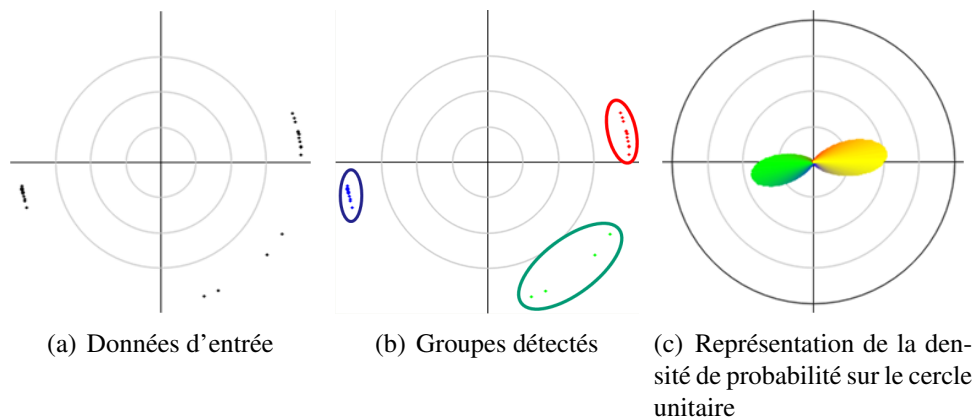 (a) Données d'entrée
(b) Groupes détectés
(c) Représentation de la den-
sité de probabilité sur le cercle
unitaire